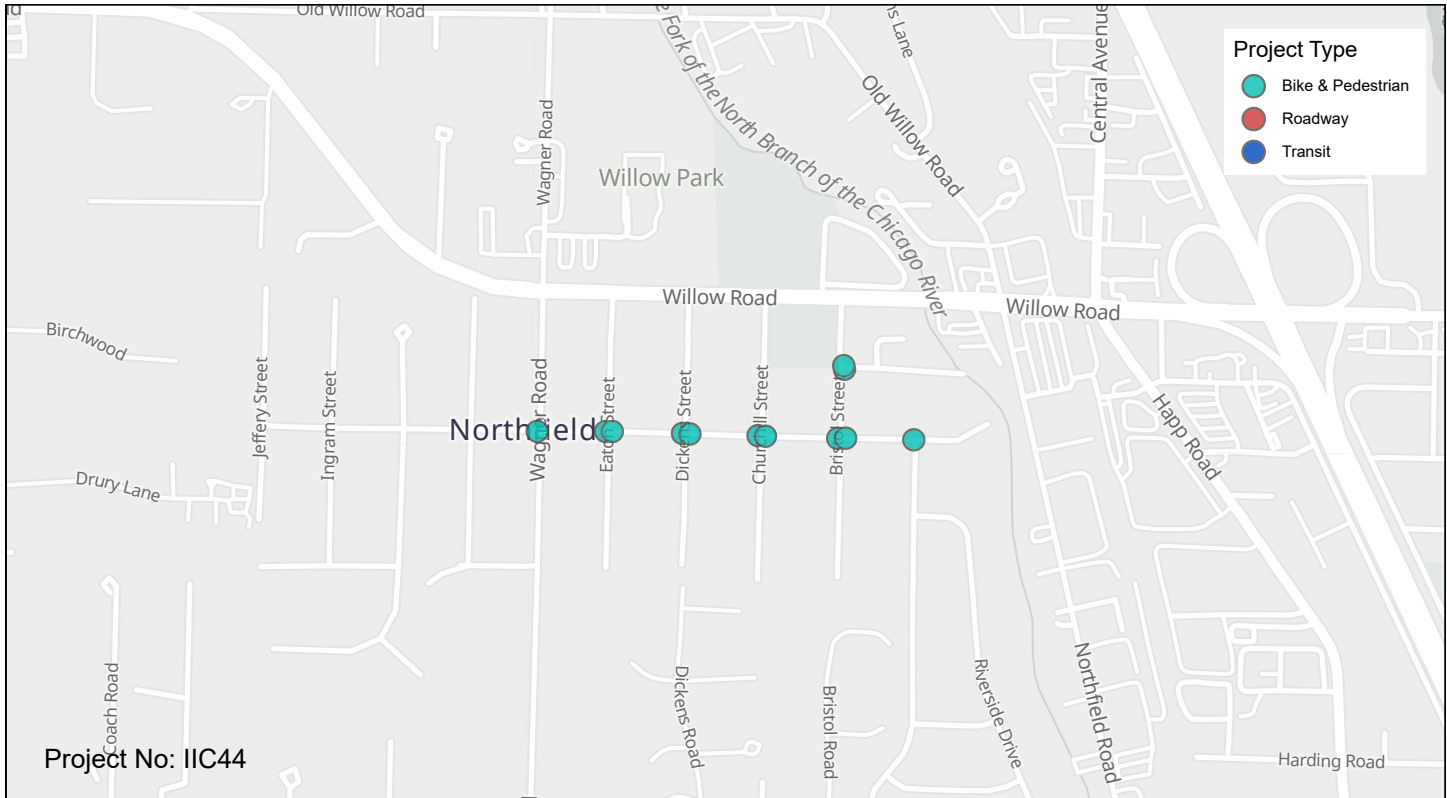 ld
Old Willow Road
e Fork of the North Branch of the Chicago River
ns Lane
Old Willow Road
Central Avenue
Project Type
Bike & Pedestrian
Roadway
Transit
Wagner Road
Willow Park
Willow Road
Willow Road
Birchwood
Jeffery Street
Ingram Street
Northfield
Wagner Road
Eaton Street
Dickens Street
Churchill Street
Bristol Street
Happ Road
Drury Lane
Coach Road
Dickens Road
Bristol Road
Riverside Drive
Northfield Road
Harding Road
Project No: IIC44